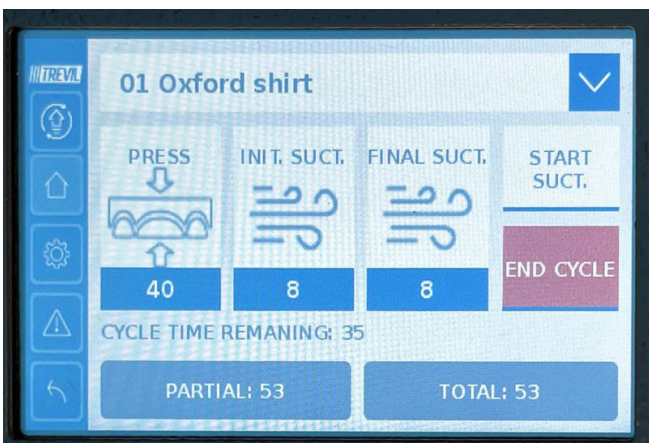 TREVIL
01 Oxford shirt
PRESS
INIT. SUCT.
FINAL SUCT.
START
SUCT.
40
8
8
END CYCLE
CYCLE TIME REMANING: 35
PARTIAL: 53
TOTAL: 53